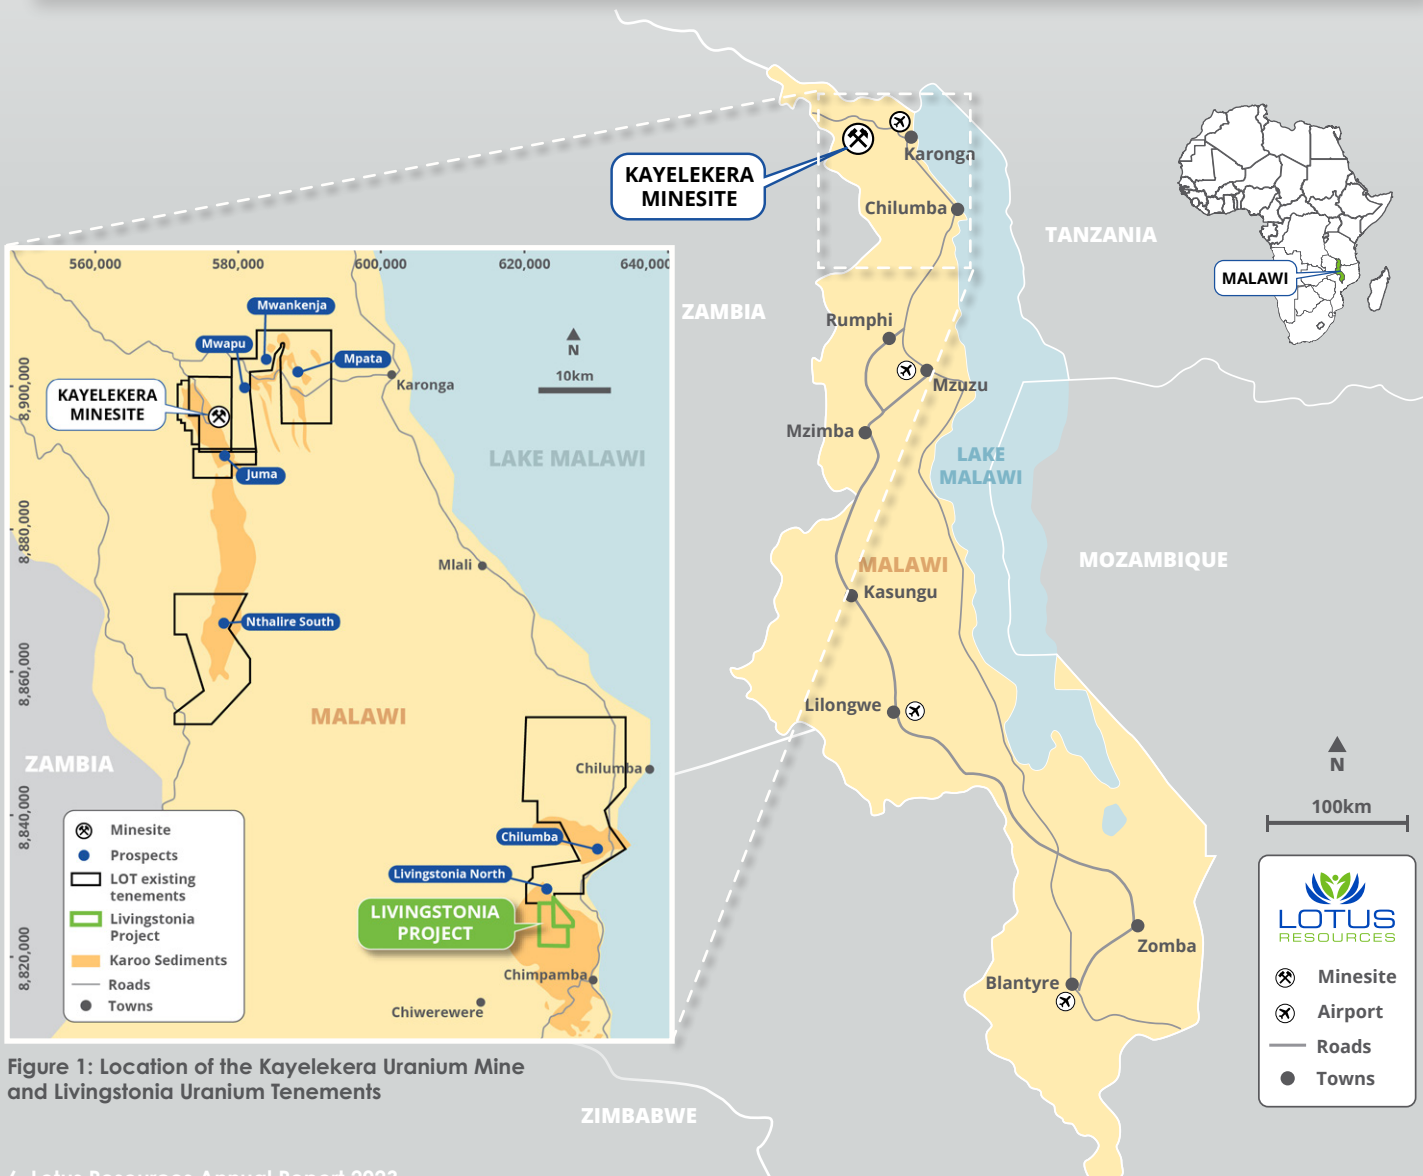 KAYELEKERA
MINESITE
Karonga
Chilumba
TANZANIA
MALAWI
ZAMBIA
Rumphi
Mzuzu
Mzimba
LAKE
MALAWI
MOZAMBIQUE
MALAWI
Kasungu
Lilongwe
Zomba
Blantyre
ZIMBABWE
N
100km
LOTUS
RESOURCES
Minesite
Airport
Roads
Towns
560,000
580,000
600,000
620,000
640,000
8,900,000
8,880,000
8,860,000
8,840,000
8,820,000
Mwankenja
Mwapu
Mpata
KAYELEKERA
MINESITE
Karonga
N
10km
LAKE MALAWI
Juma
Mlali
Nthalire South
MALAWI
ZAMBIA
Chilumba
Chilumba
Livingstonia North
LIVINGSTONIA
PROJECT
Chimpamba
Chiwerewere
Minesite
Prospects
LOT existing
tenements
Livingstonia
Project
Karoo Sediments
Roads
Towns
Figure 1: Location of the Kayelekera Uranium Mine
and Livingstonia Uranium Tenements
Lotus Resources Annual Report 2023